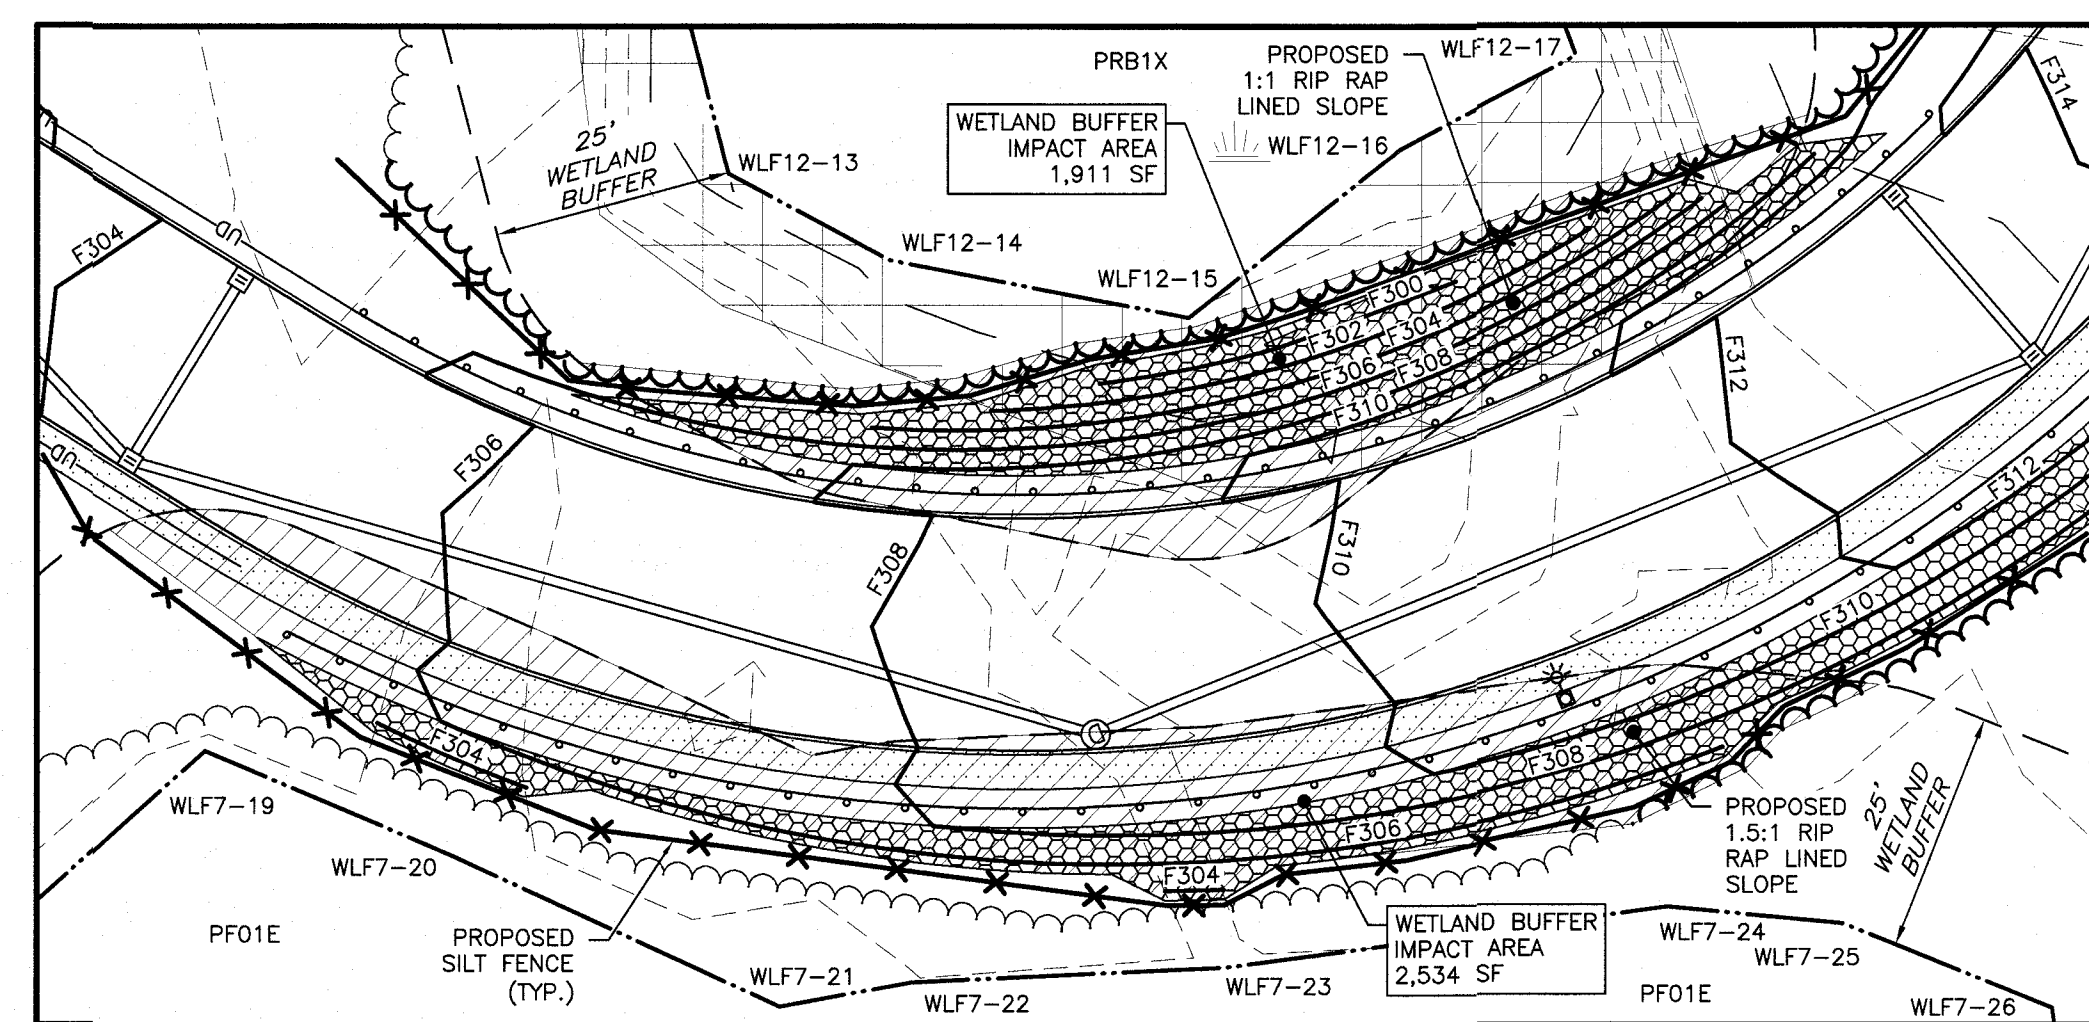 PRB1X
PROPOSED
1:1 RIP RAP
LINED SLOPE
WLF12-17
F314
WETLAND BUFFER
IMPACT AREA
1,911 SF
WLF12-16
25'
WETLAND
BUFFER
WLF12-13
F304
UD
WLF12-14
WLF12-15
F300
F302
F304
F306
F308
F310
F312
F306
UD
F312
F308
F310
F310
F304
F308
F306
F304
D
WLF7-19
WLF7-20
PROPOSED
1.5:1 RIP
RAP LINED
SLOPE
25'
WETLAND
BUFFER
PF01E
PROPOSED
SILT FENCE
(TYP.)
WLF7-21
WLF7-22
WLF7-23
WETLAND BUFFER
IMPACT AREA
2,534 SF
WLF7-24
WLF7-25
PF01E
WLF7-26